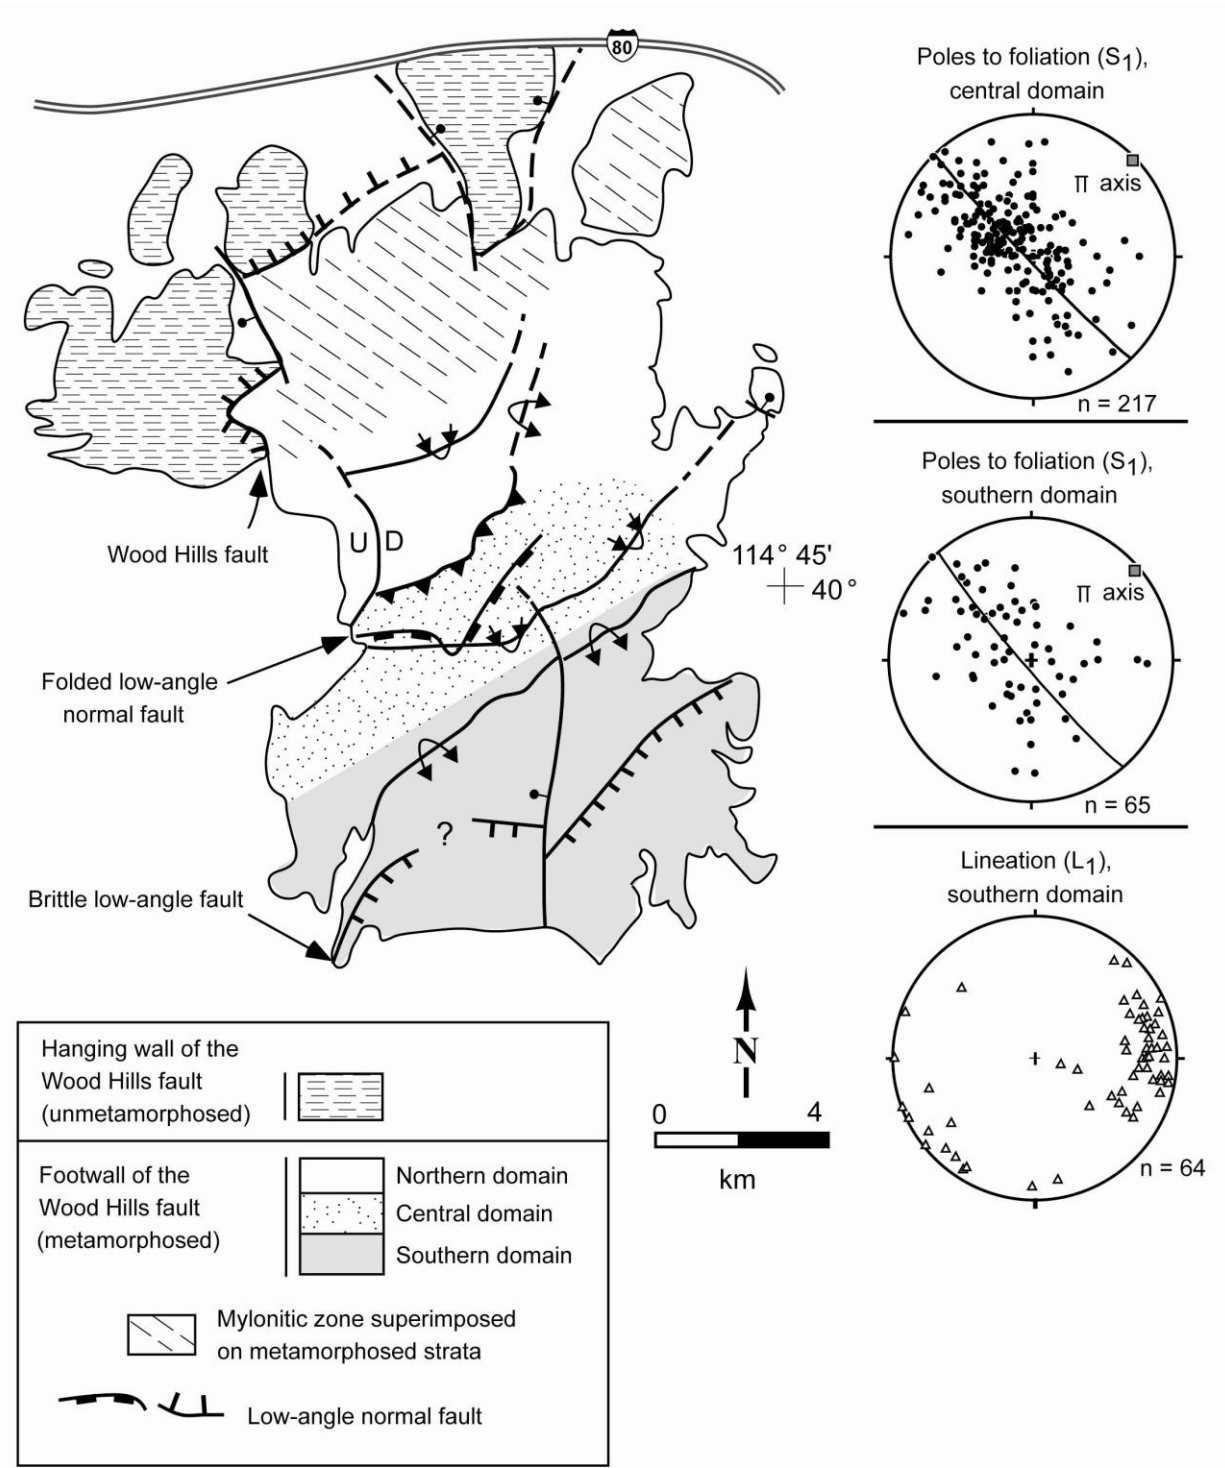 80
Poles to foliation (S1),
central domain
π axis
n = 217
Poles to foliation (S1),
southern domain
π axis
n = 65
Lineation (L1),
southern domain
n = 64
Wood Hills fault
U D
114° 45'
40°
Folded low-angle
normal fault
?
Brittle low-angle fault
N
0 4
km
Hanging wall of the
Wood Hills fault
(unmetamorphosed)
Footwall of the
Wood Hills fault
(metamorphosed)
Northern domain
Central domain
Southern domain
Mylonitic zone superimposed
on metamorphosed strata
Low-angle normal fault